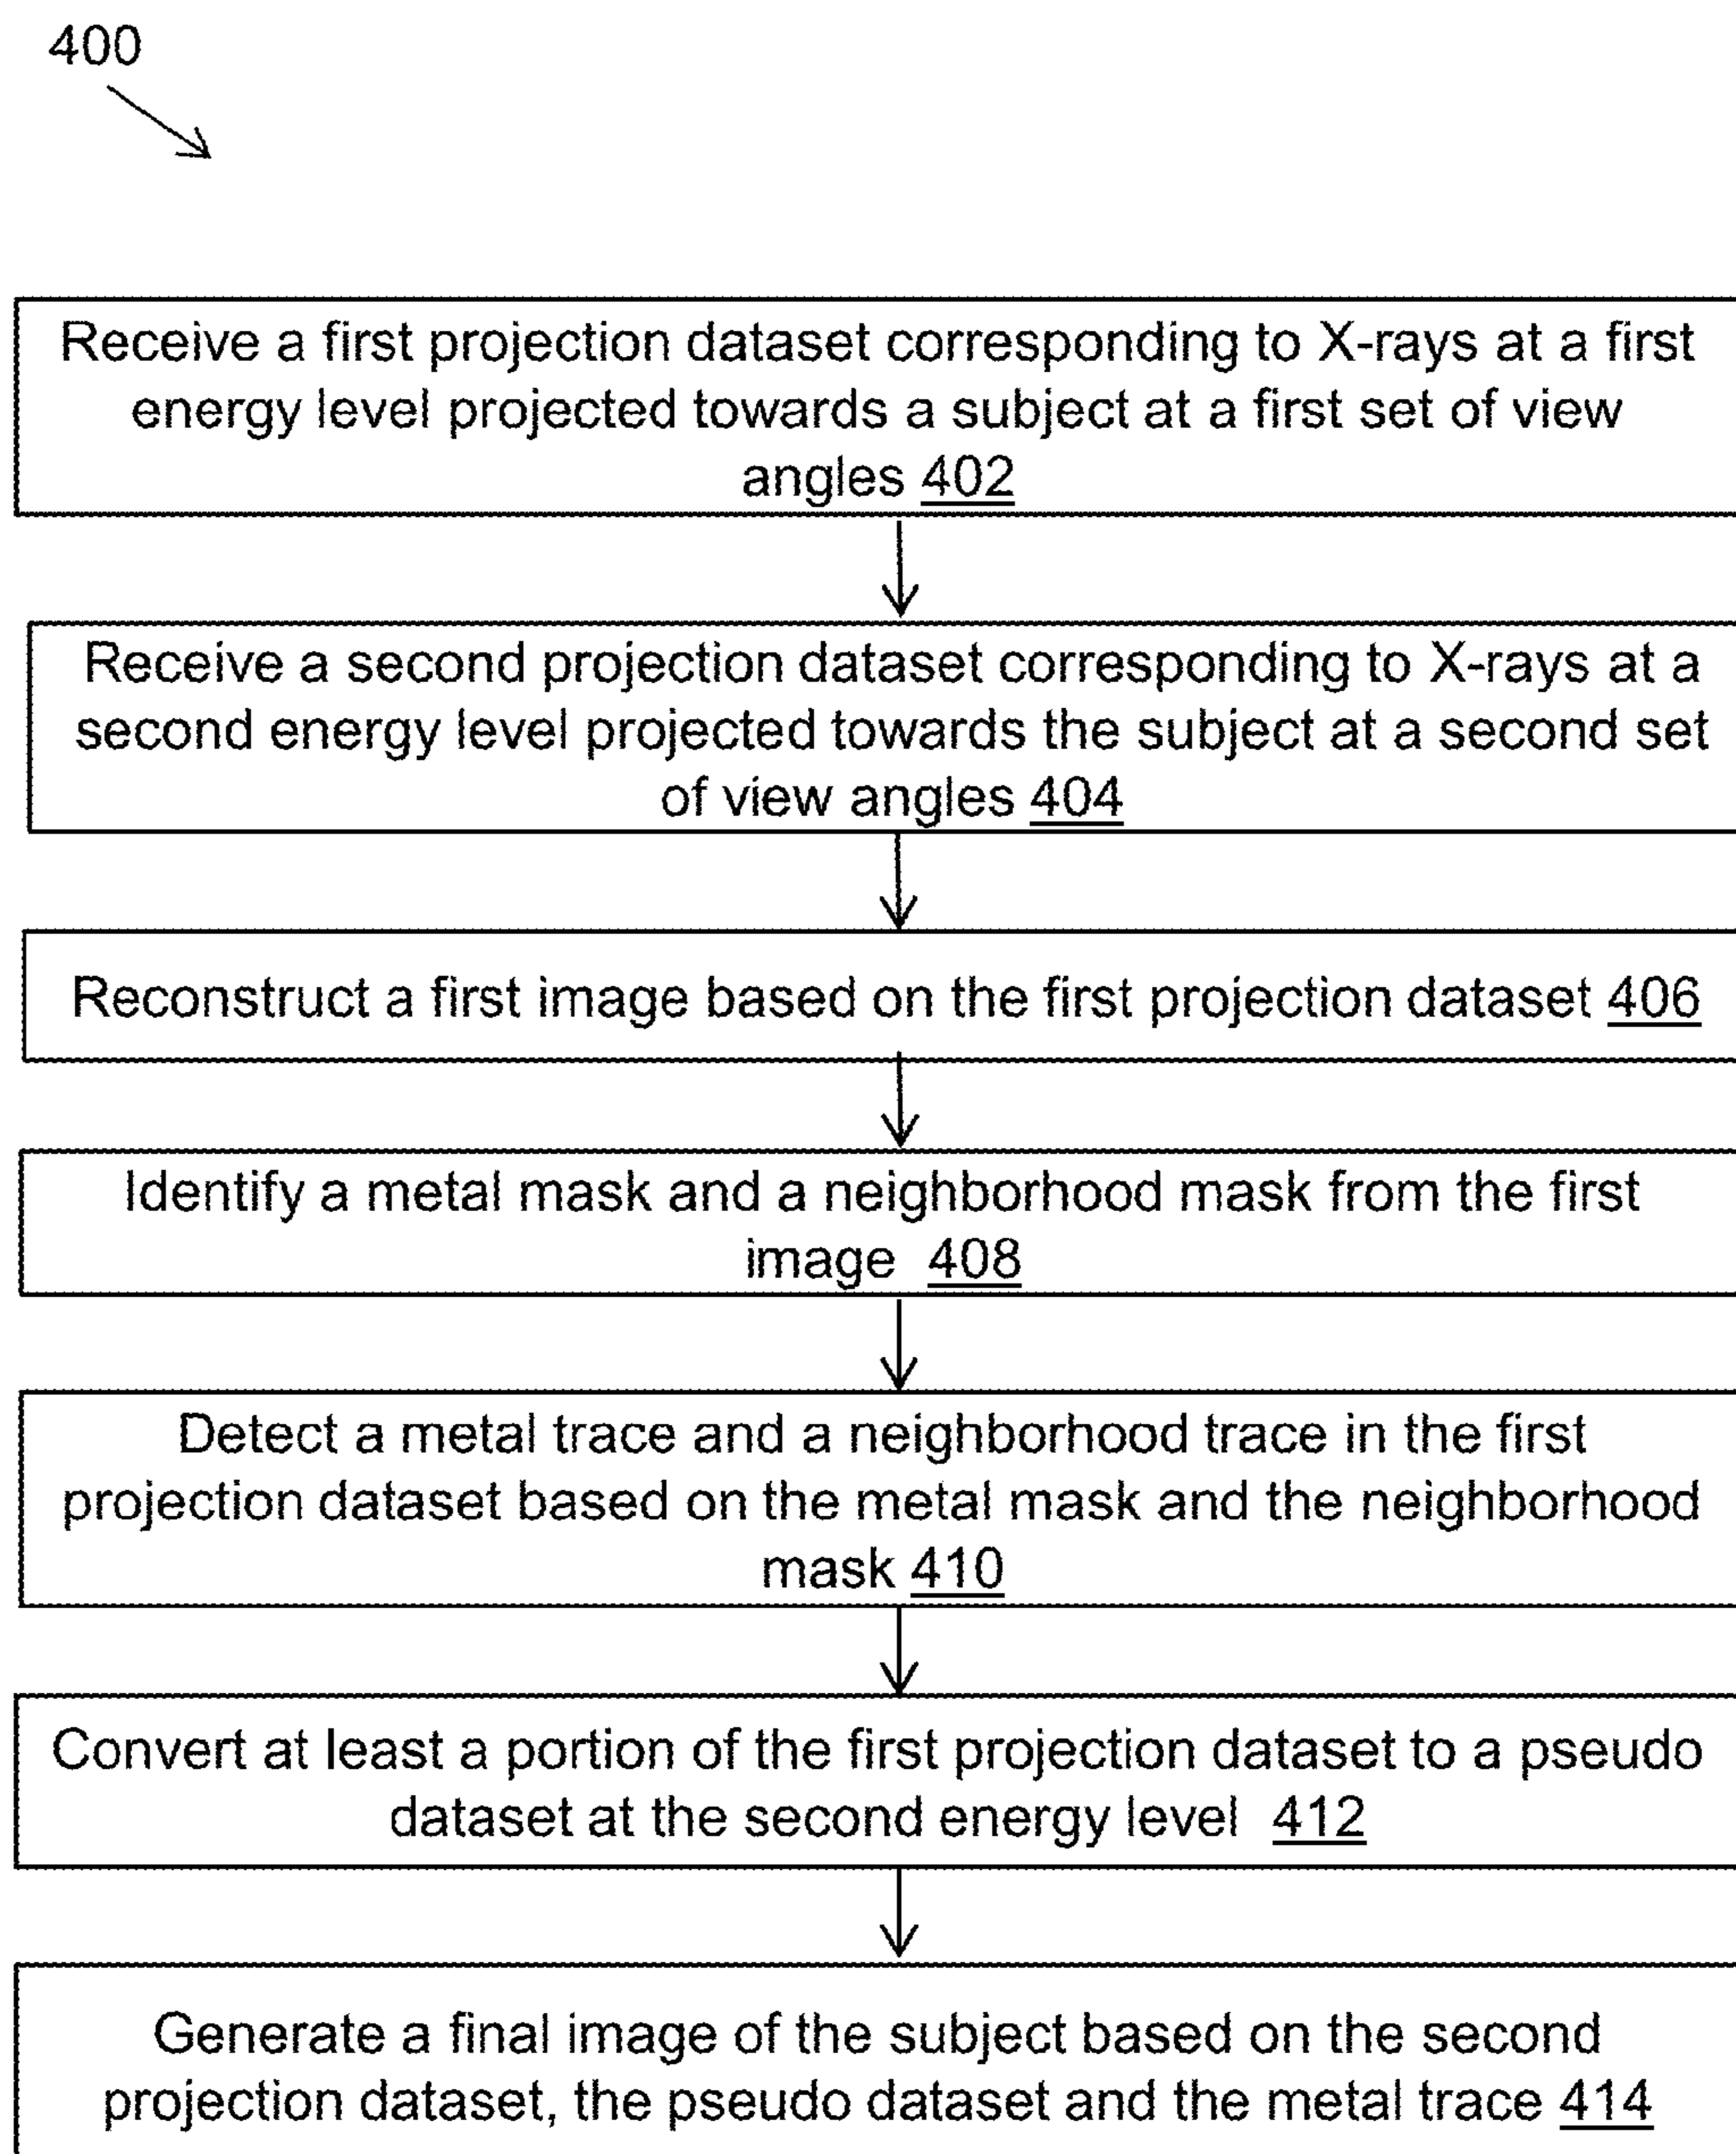 400
Receive a first projection dataset corresponding to X-rays at a first
energy level projected towards a subject at a first set of view
angles 402
Receive a second projection dataset corresponding to X-rays at a
second energy level projected towards the subject at a second set
of view angles 404
Reconstruct a first image based on the first projection dataset 406
Identify a metal mask and a neighborhood mask from the first
image 408
Detect a metal trace and a neighborhood trace in the first
projection dataset based on the metal mask and the neighborhood
mask 410
Convert at least a portion of the first projection dataset to a pseudo
dataset at the second energy level 412
Generate a final image of the subject based on the second
projection dataset, the pseudo dataset and the metal trace 414